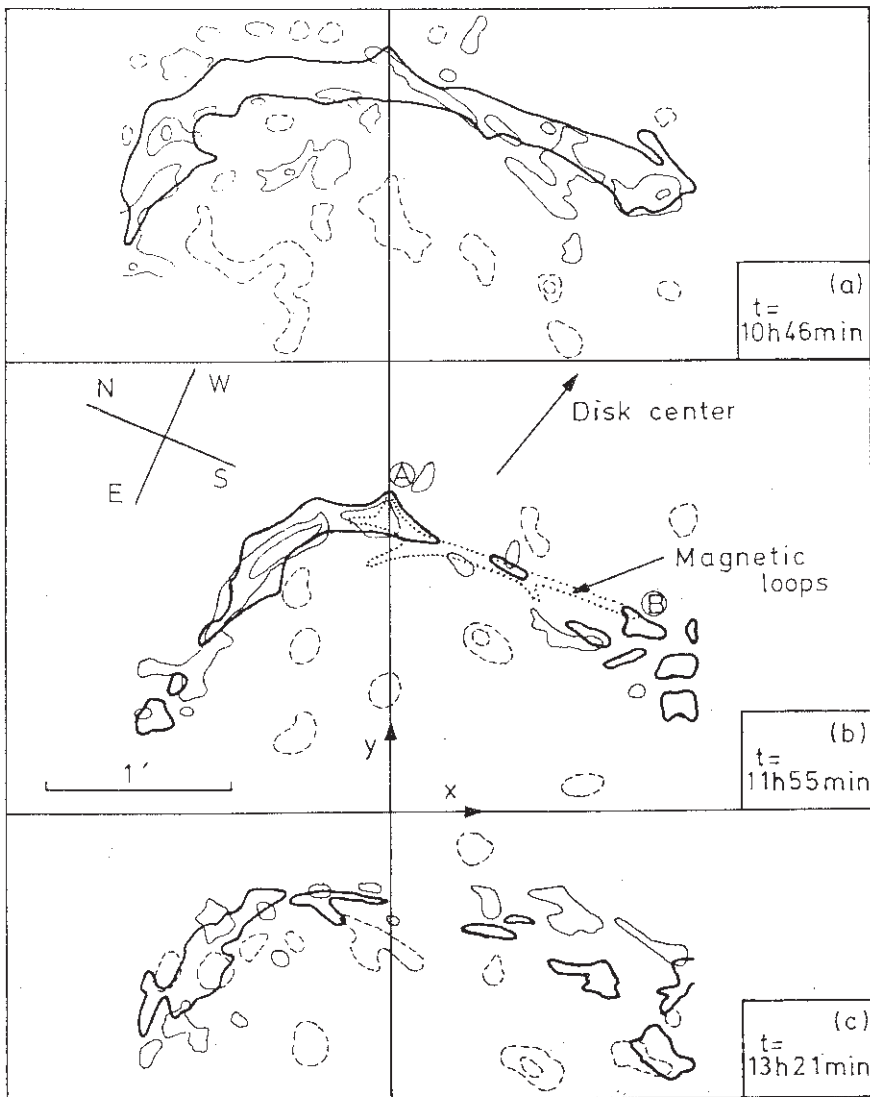 (a)
t=
10h46min
N
W
E
S
Disk center
A
Magnetic
loops
B
1′
y
x
(b)
t=
11h55min
(c)
t=
13h21min